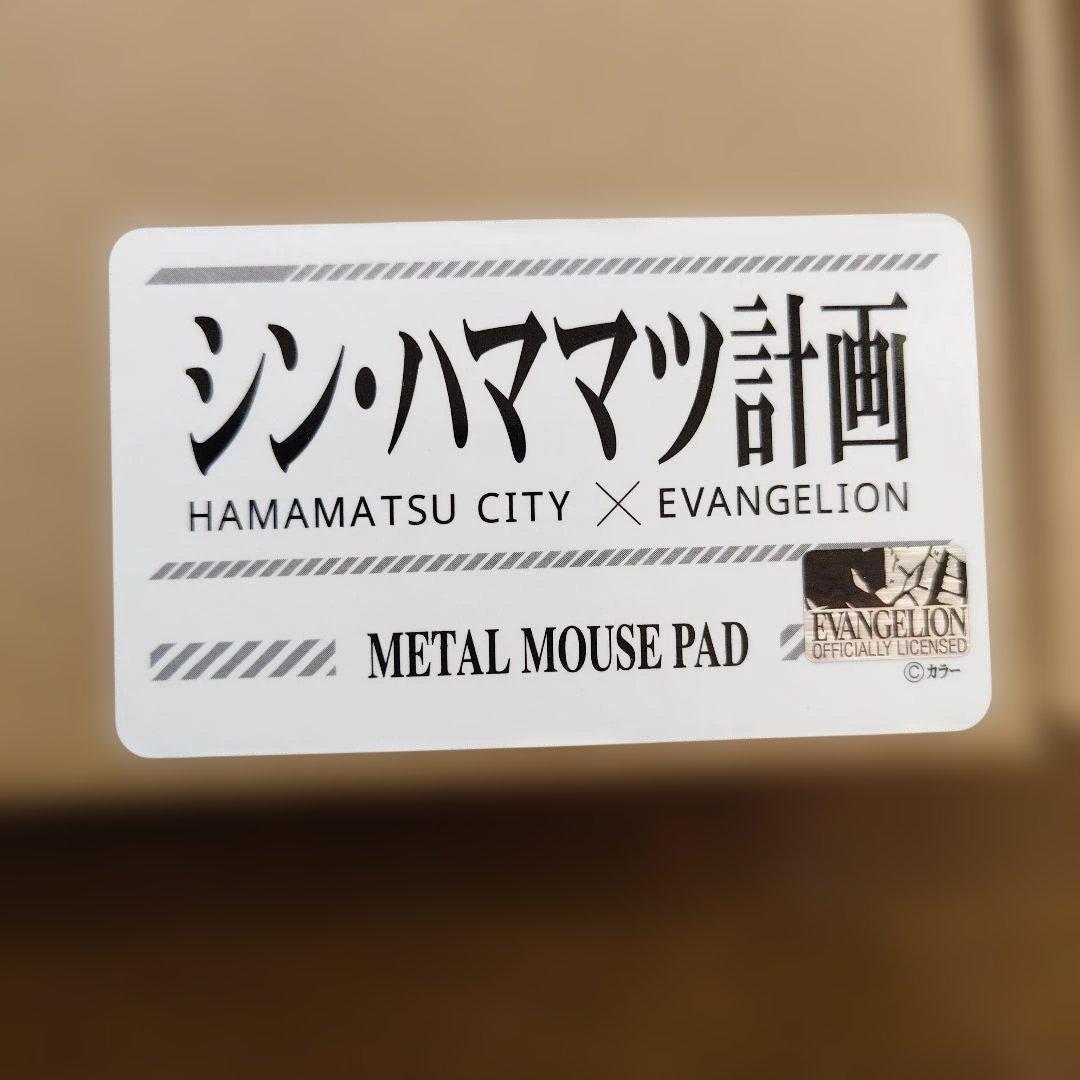 シン・ハママツ計画
HAMAMATSU CITY × EVANGELION
METAL MOUSE PAD
EVANGELION
OFFICIALLY LICENSED
©カラー